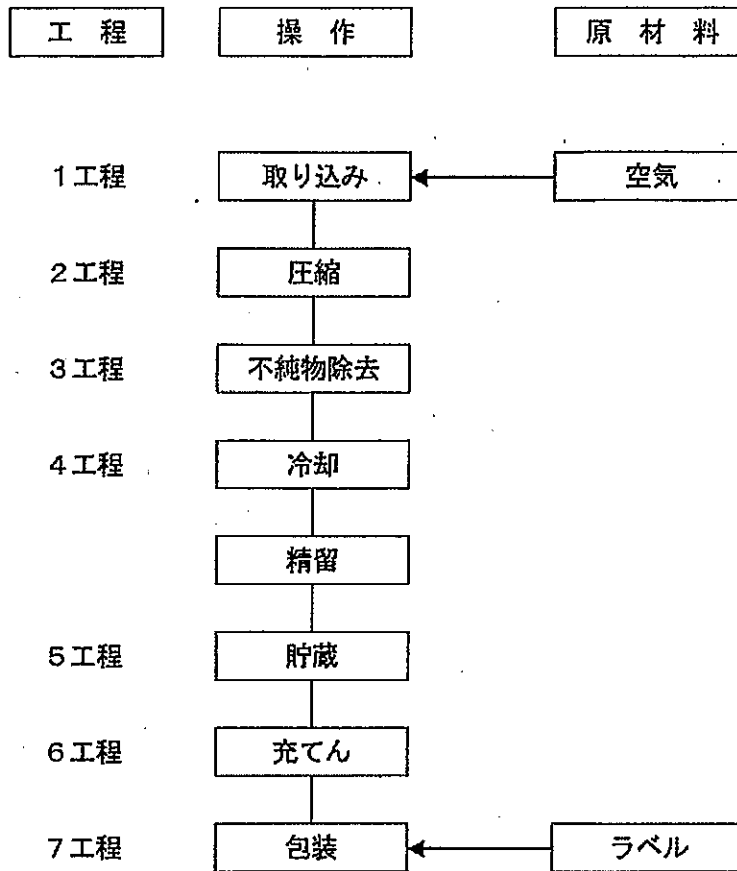 工 程 操 作 原 材 料
1工程 取り込み 空気
2工程 圧縮
3工程 不純物除去
4工程 冷却
精留
5工程 貯蔵
6工程 充てん
7工程 包装 ラベル